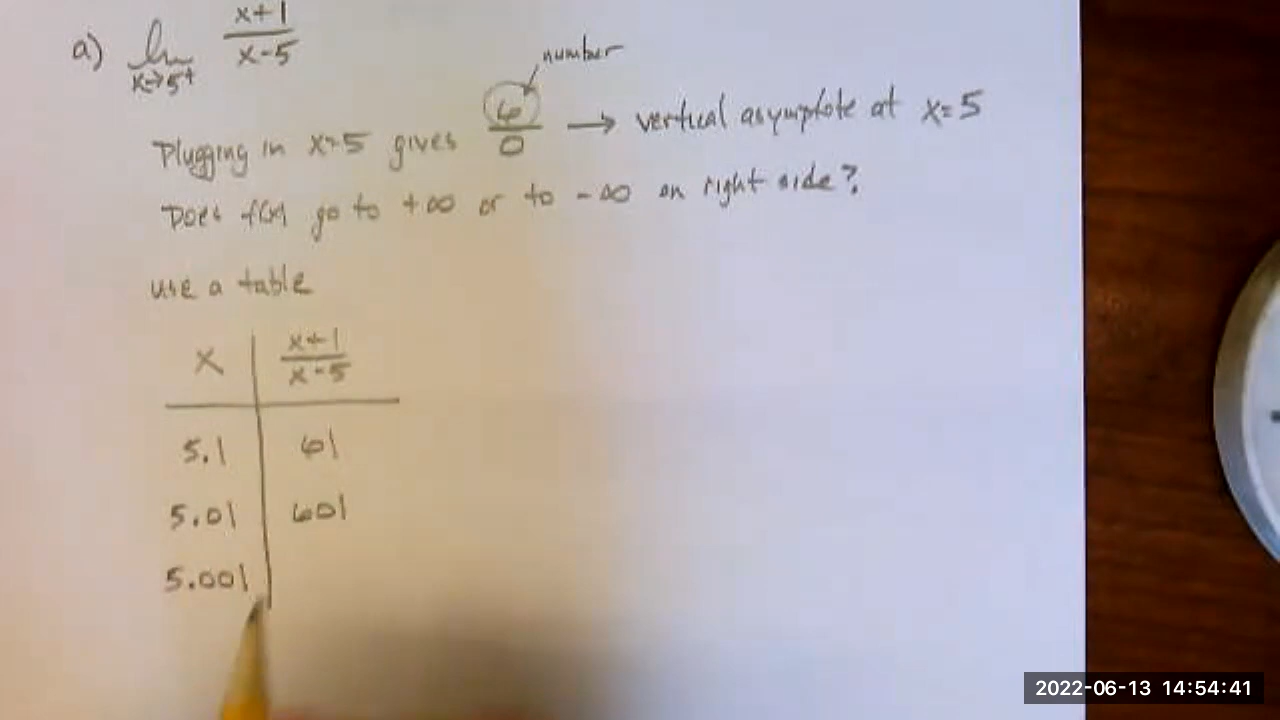 a) lim x→5+ x+1/x-5
number
Plugging in x=5 gives 6/0 → vertical asymptote at x=5
Does f(x) go to +∞ or to -∞ on right side?
use a table
x x+1/x-5
5.1 61
5.01 601
5.001
2022-06-13 14:54:41